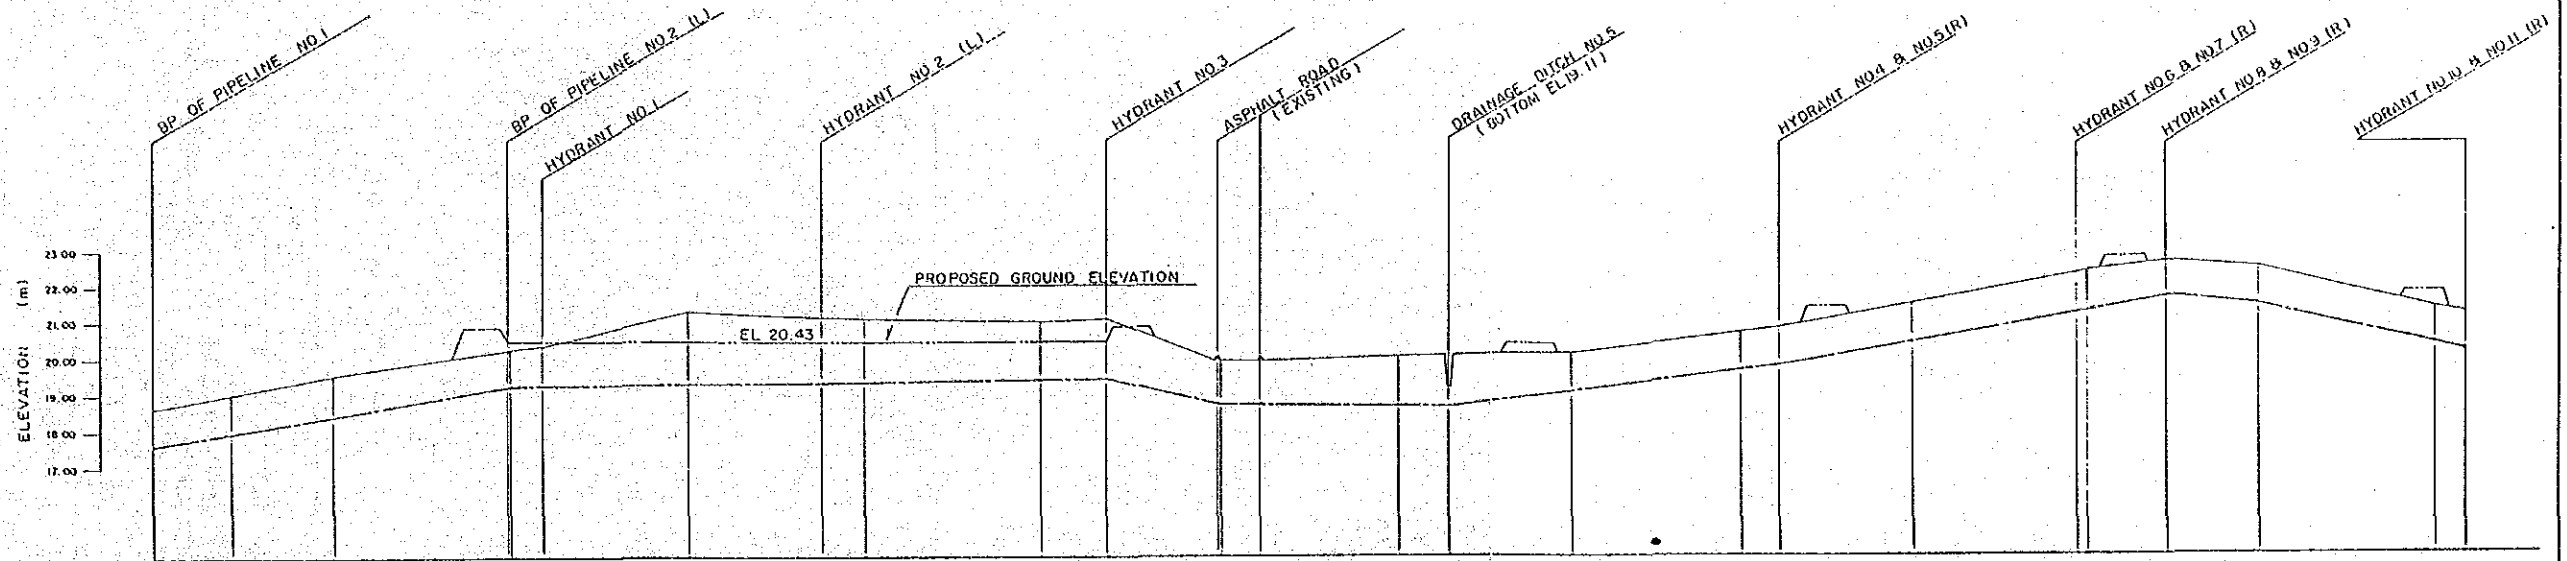 BP OF PIPELINE NO.1
BP OF PIPELINE NO.2 (L)
HYDRANT NO.1
HYDRANT NO.2 (L)
HYDRANT NO.3
ASPHALT ROAD
(EXISTING)
DRAINAGE DITCH NO.5
(BOTTOM EL.19.11)
HYDRANT NO.4 & NO.5(R)
HYDRANT NO.6 & NO.7 (R)
HYDRANT NO.8 & NO.9 (R)
HYDRANT NO.10 & NO.11 (R)
ELEVATION (m)
23.00
22.00
21.00
20.00
19.00
18.00
17.00
PROPOSED GROUND ELEVATION
EL 20.43